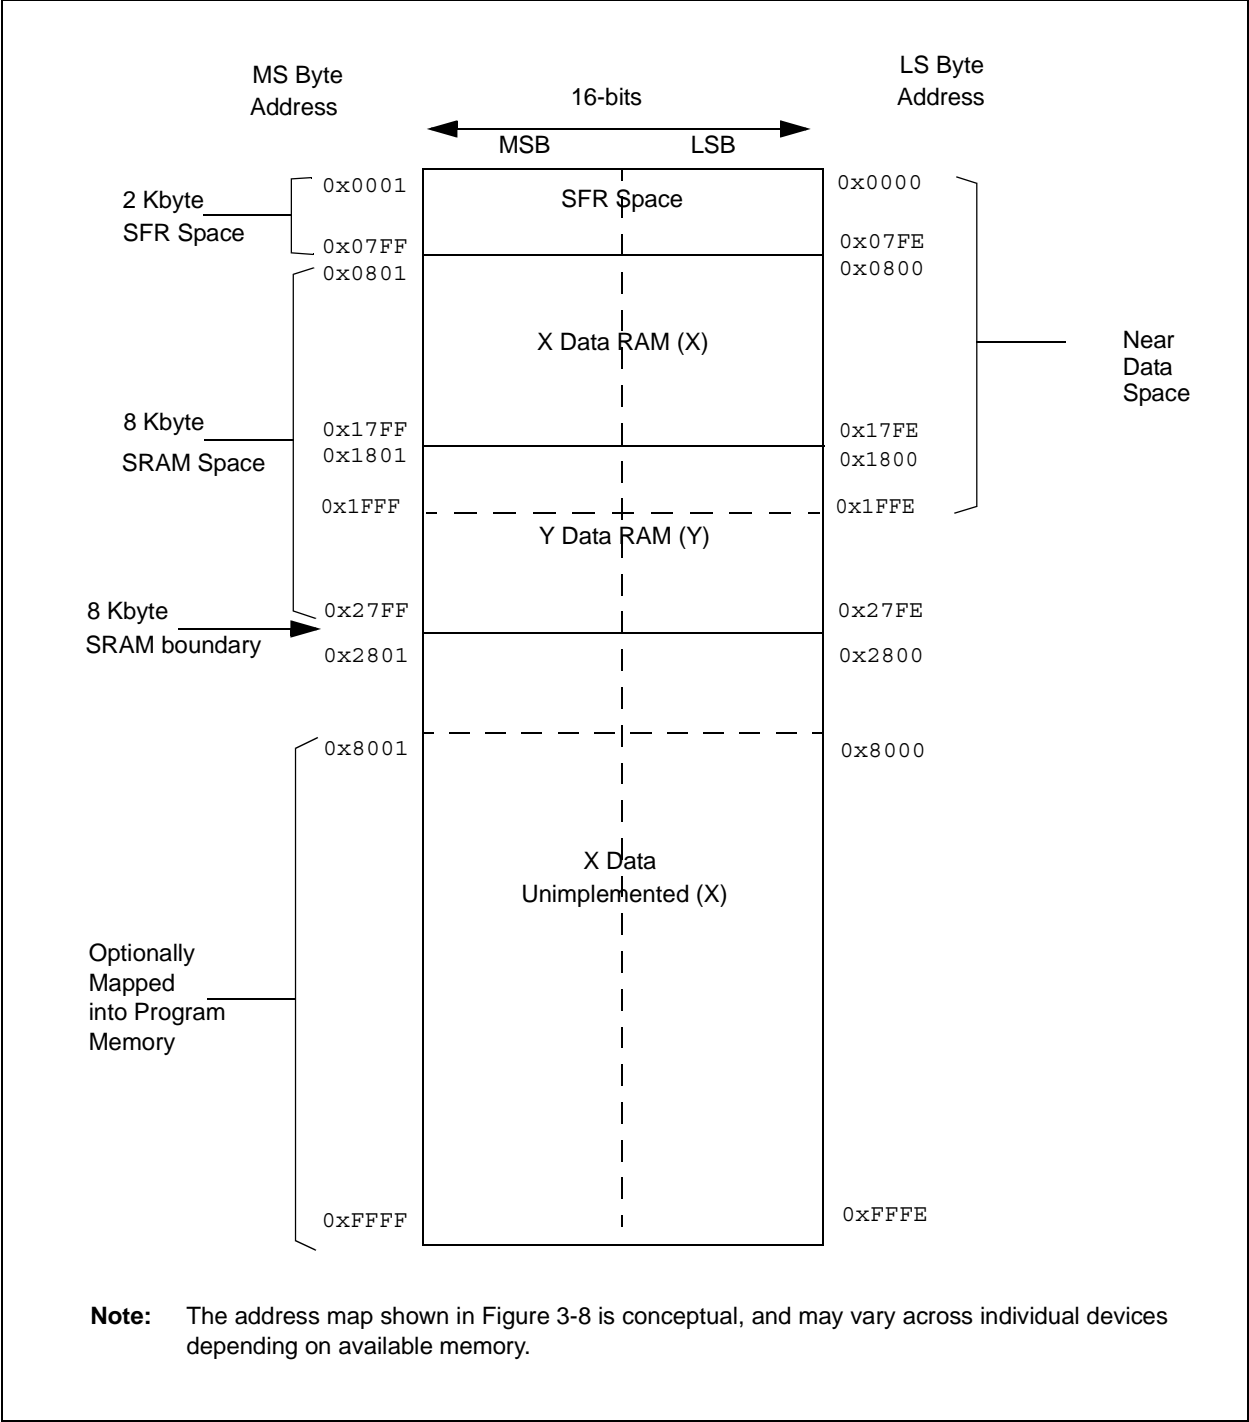 MS Byte
Address
LS Byte
Address
16-bits
MSB
LSB
0x0001
SFR Space
0x0000
2 Kbyte
SFR Space
0x07FF
0x07FE
0x0801
0x0800
X Data RAM (X)
Near
Data
Space
8 Kbyte
SRAM Space
0x17FF
0x17FE
0x1801
0x1800
0x1FFF
0x1FFE
Y Data RAM (Y)
8 Kbyte
SRAM boundary
0x27FF
0x27FE
0x2801
0x2800
0x8001
0x8000
X Data
Unimplemented (X)
Optionally
Mapped
into Program
Memory
0xFFFF
0xFFFE
Note: The address map shown in Figure 3-8 is conceptual, and may vary across individual devices
depending on available memory.